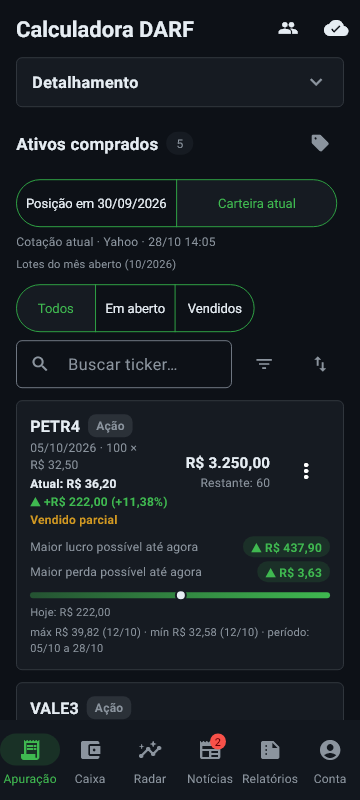 Calculadora DARF
Detalhamento
Ativos comprados 5
Posição em 30/09/2026 Carteira atual
Cotação atual · Yahoo · 28/10 14:05
Lotes do mês aberto (10/2026)
Todos Em aberto Vendidos
Buscar ticker...
PETR4 Ação
05/10/2026 · 100 ×
R$ 32,50
R$ 3.250,00
Atual: R$ 36,20
Restante: 60
▲ +R$ 222,00 (+11,38%)
Vendido parcial
Maior lucro possível até agora ▲ R$ 437,90
Maior perda possível até agora ▲ R$ 3,63
Hoje: R$ 222,00
máx R$ 39,82 (12/10) · mín R$ 32,58 (12/10) · período:
05/10 a 28/10
VALE3 Ação
2
Apuração Caixa Radar Notícias Relatórios Conta